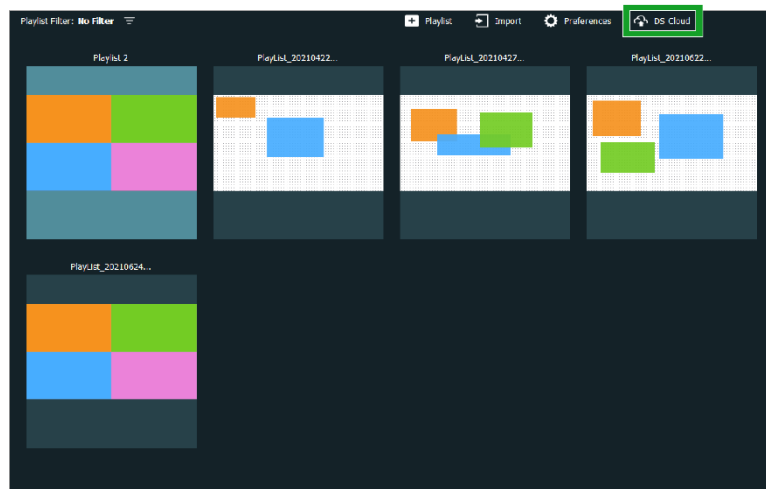 Playlist Filter: No Filter
Playlist
Import
Preferences
DS Cloud
Playlist 2
PlayList_20210422...
PlayList_20210427...
PlayList_20210622...
PlayList_20210624...